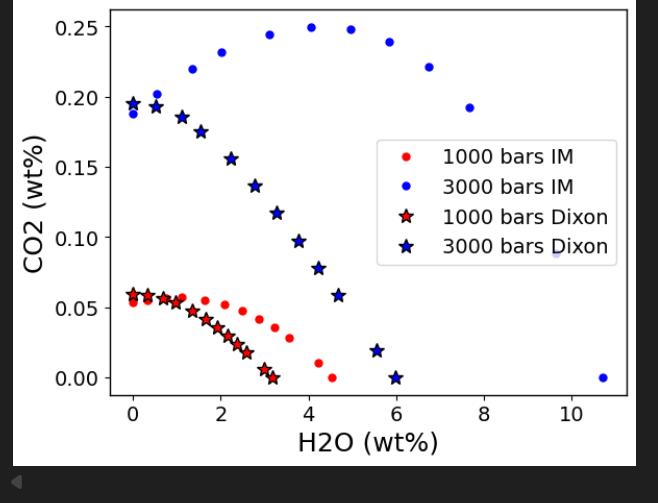 0.25
0.20
0.15
0.10
0.05
0.00
CO2 (wt%)
1000 bars IM
3000 bars IM
1000 bars Dixon
3000 bars Dixon
0 2 4 6 8 10
H2O (wt%)